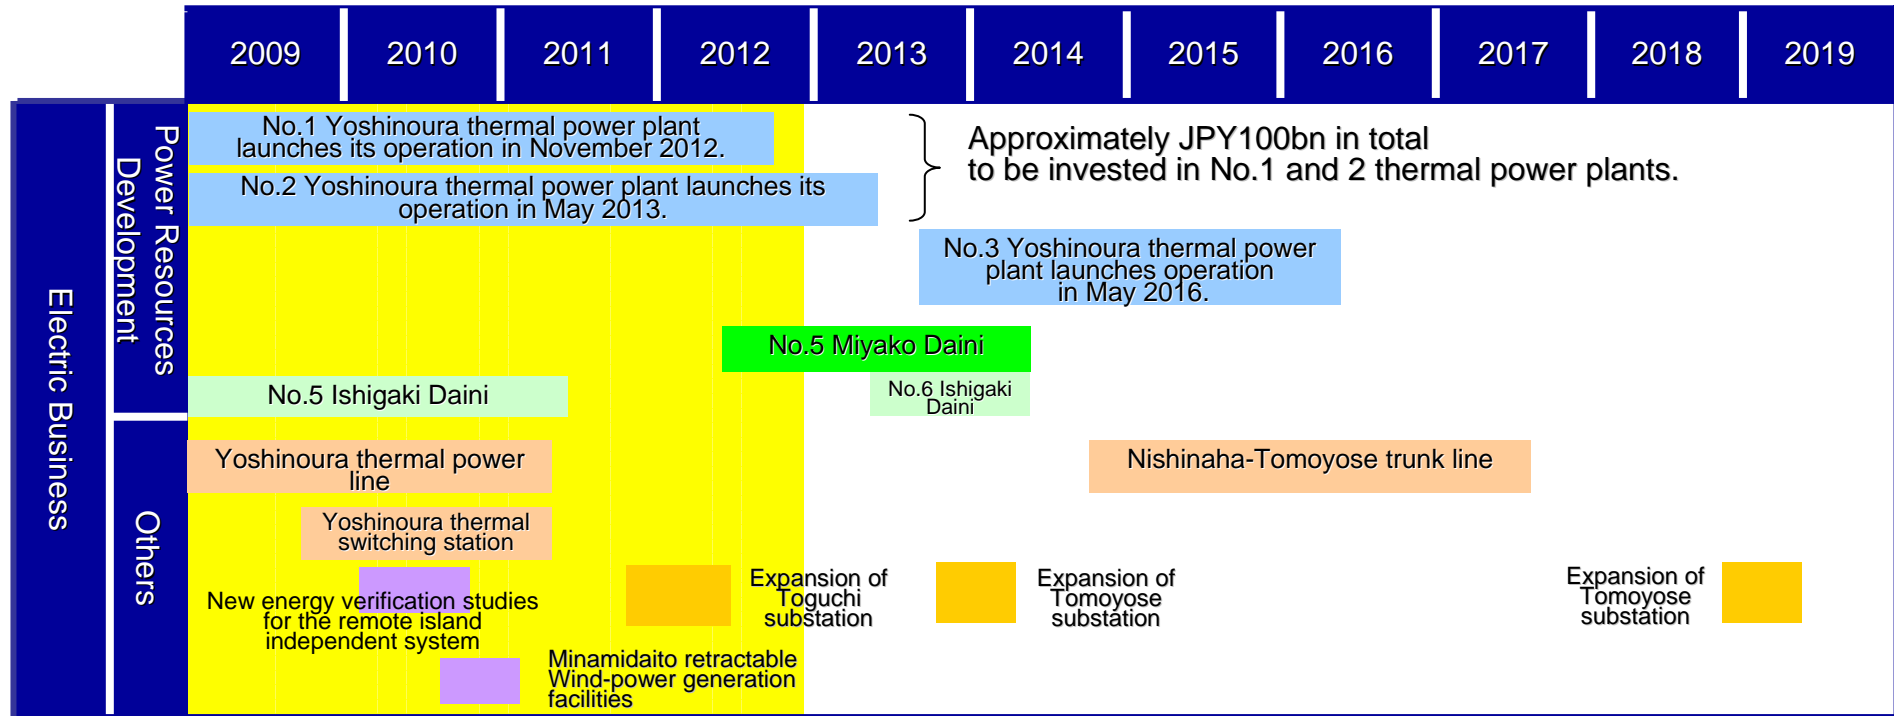 2009 2010 2011 2012 2013 2014 2015 2016 2017 2018 2019
Electric Business
Power Resources
Development
No.1 Yoshinoura thermal power plant
launches its operation in November 2012.
No.2 Yoshinoura thermal power plant launches its
operation in May 2013.
Approximately JPY100bn in total
to be invested in No.1 and 2 thermal power plants.
No.3 Yoshinoura thermal power
plant launches operation
in May 2016.
No.5 Miyako Daini
No.5 Ishigaki Daini
No.6 Ishigaki
Daini
Others
Yoshinoura thermal power
line
Nishinaha-Tomoyose trunk line
Yoshinoura thermal
switching station
New energy verification studies
for the remote island
independent system
Expansion of
Toguchi
substation
Expansion of
Tomoyose
substation
Expansion of
Tomoyose
substation
Minamidaito retractable
Wind-power generation
facilities